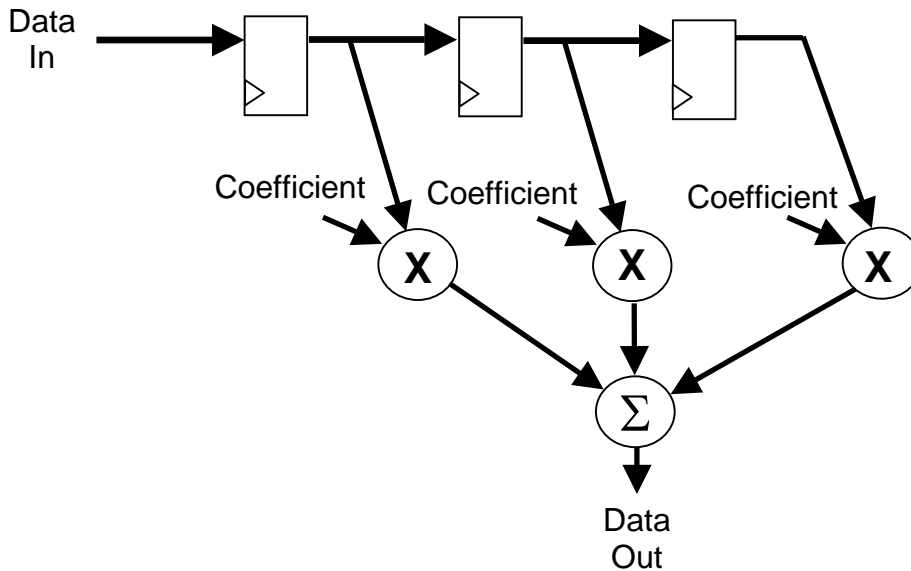 Data
In
Coefficient
Coefficient
Coefficient
X
X
X
Σ
Data
Out